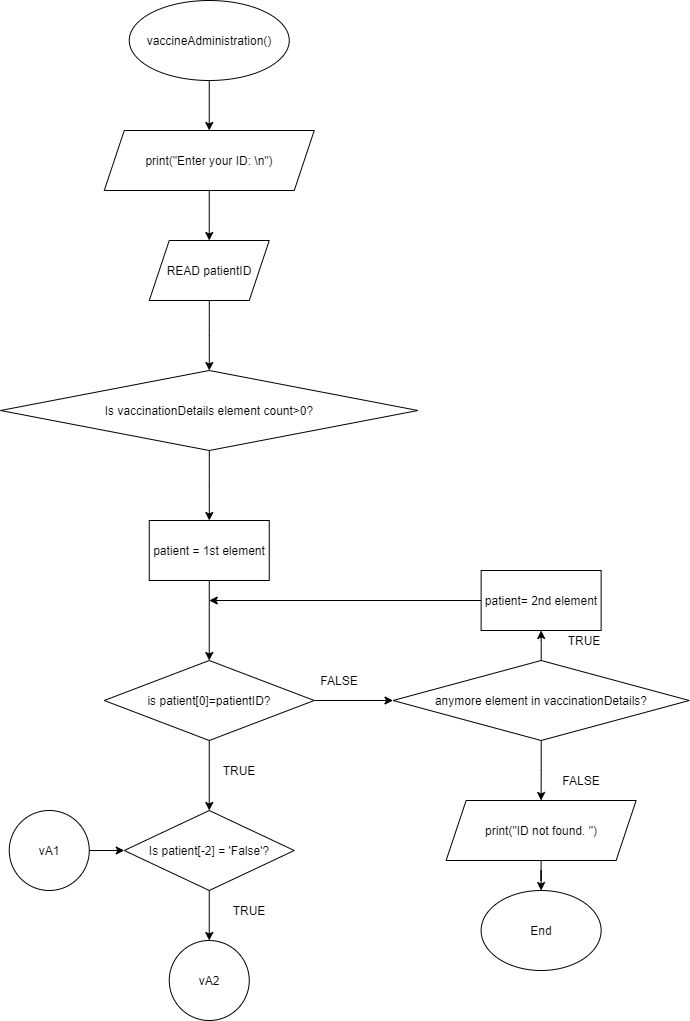 vaccineAdministration()
print("Enter your ID: \n")
READ patientID
Is vaccinationDetails element count>0?
patient = 1st element
patient= 2nd element
TRUE
is patient[0]=patientID?
FALSE
anymore element in vaccinationDetails?
TRUE
FALSE
print("ID not found. ")
vA1
Is patient[-2] = 'False'?
TRUE
End
vA2